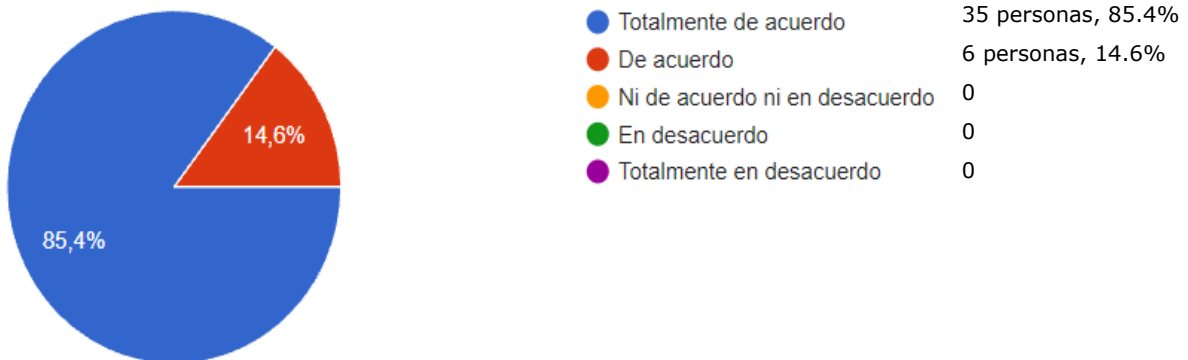 Totalmente de acuerdo 35 personas, 85.4%
De acuerdo 6 personas, 14.6%
Ni de acuerdo ni en desacuerdo 0
En desacuerdo 0
Totalmente en desacuerdo 0
14,6%
85,4%